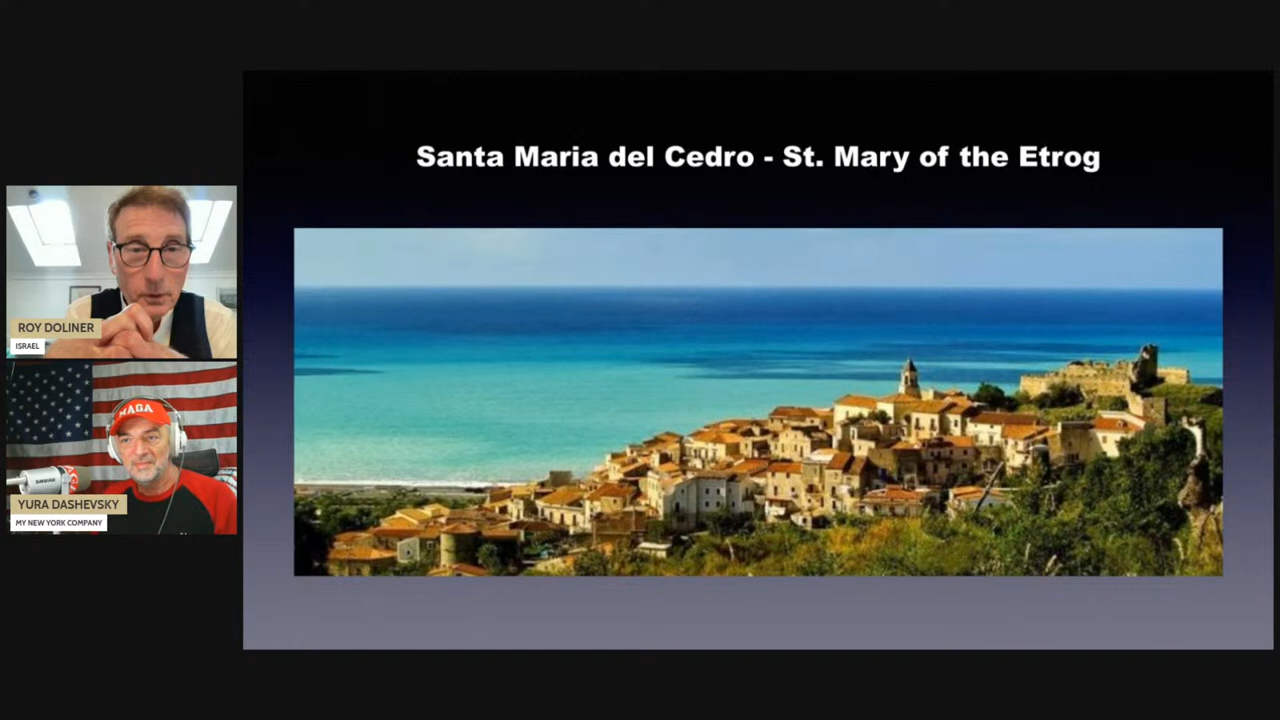 Santa Maria del Cedro - St. Mary of the Etrog
ROY DOLINER
ISRAEL
MAGA
SHURE
YURA DASHEVSKY
MY NEW YORK COMPANY